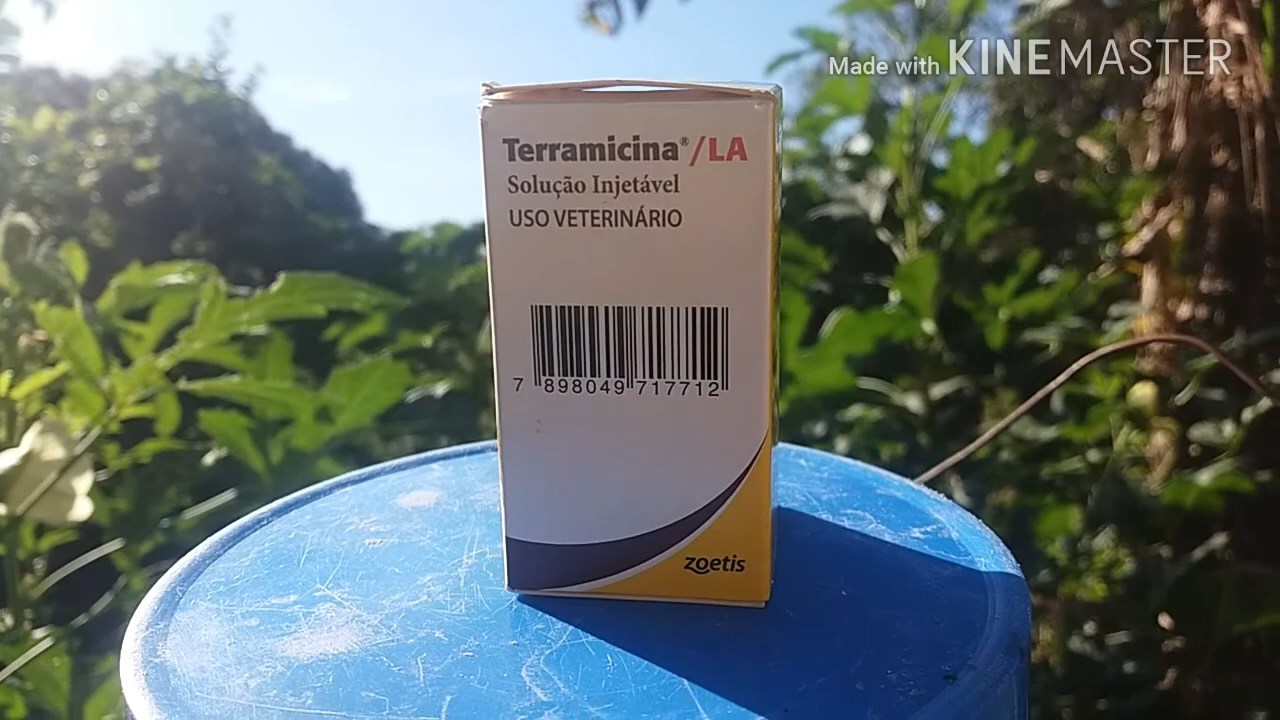 Made with KINEMASTER
Terramicina®/LA
Solução Injetável
USO VETERINÁRIO
7 898049 717712
zoetis